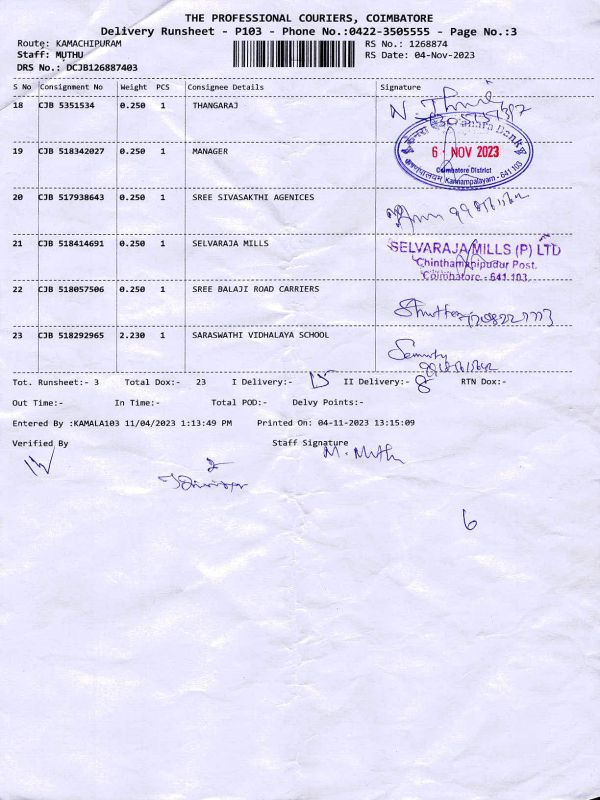 THE PROFESSIONAL COURIERS, COIMBATORE
Delivery Runsheet - P103 - Phone No.:0422-3505555 - Page No.:3
Route: KAMACHIPURAM RS No.: 1268874
Staff: MUTHU RS Date: 04-Nov-2023
DRS No.: DCJB126887403
S No Consignment No Weight PCS Consignee Details Signature
18 CJB 5351534 0.250 1 THANGARAJ
6 NOV 2023
Coimbatore District
Kannampalayam - 641 103
19 CJB 518342027 0.250 1 MANAGER
20 CJB 517938643 0.250 1 SREE SIVASAKTHI AGENICES
21 CJB 518414691 0.250 1 SELVARAJA MILLS SELVARAJA MILLS (P) LTD
Chinthamanipudur Post.
Coimbatore - 641 103.
22 CJB 518057506 0.250 1 SREE BALAJI ROAD CARRIERS
23 CJB 518292965 2.230 1 SARASWATHI VIDHALAYA SCHOOL
Tot. Runsheet:- 3 Total Dox:- 23 I Delivery:- 15 II Delivery:- 8 RTN Dox:-
Out Time:- In Time:- Total POD:- Delvy Points:-
Entered By :KAMALA103 11/04/2023 1:13:49 PM Printed On: 04-11-2023 13:15:09
Verified By Staff Signature
M. Muth
6